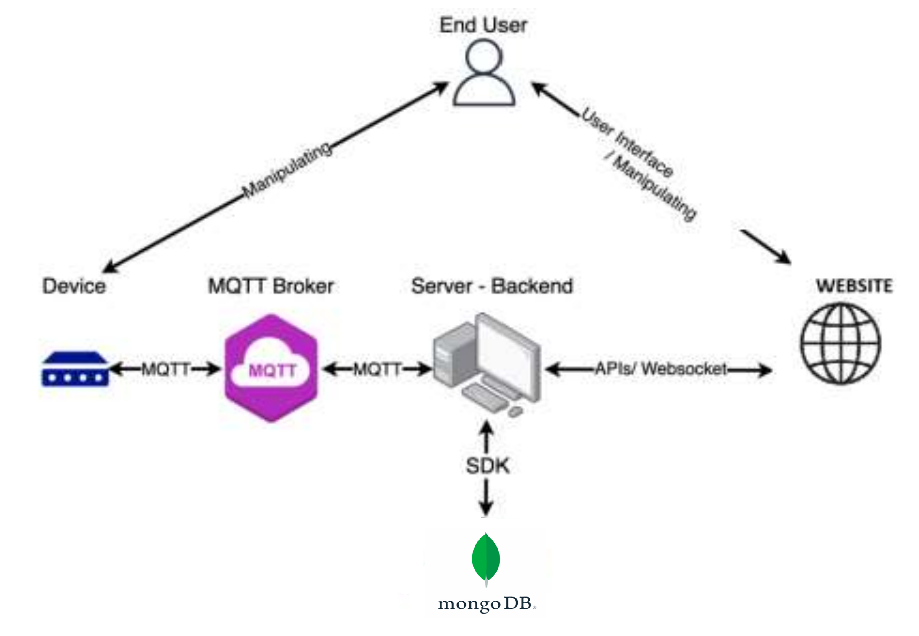 End User
Manipulating
User Interface
/ Manipulating
Device
MQTT Broker
Server - Backend
WEBSITE
MQTT
MQTT
MQTT
APIs/ Websocket
SDK
mongoDB